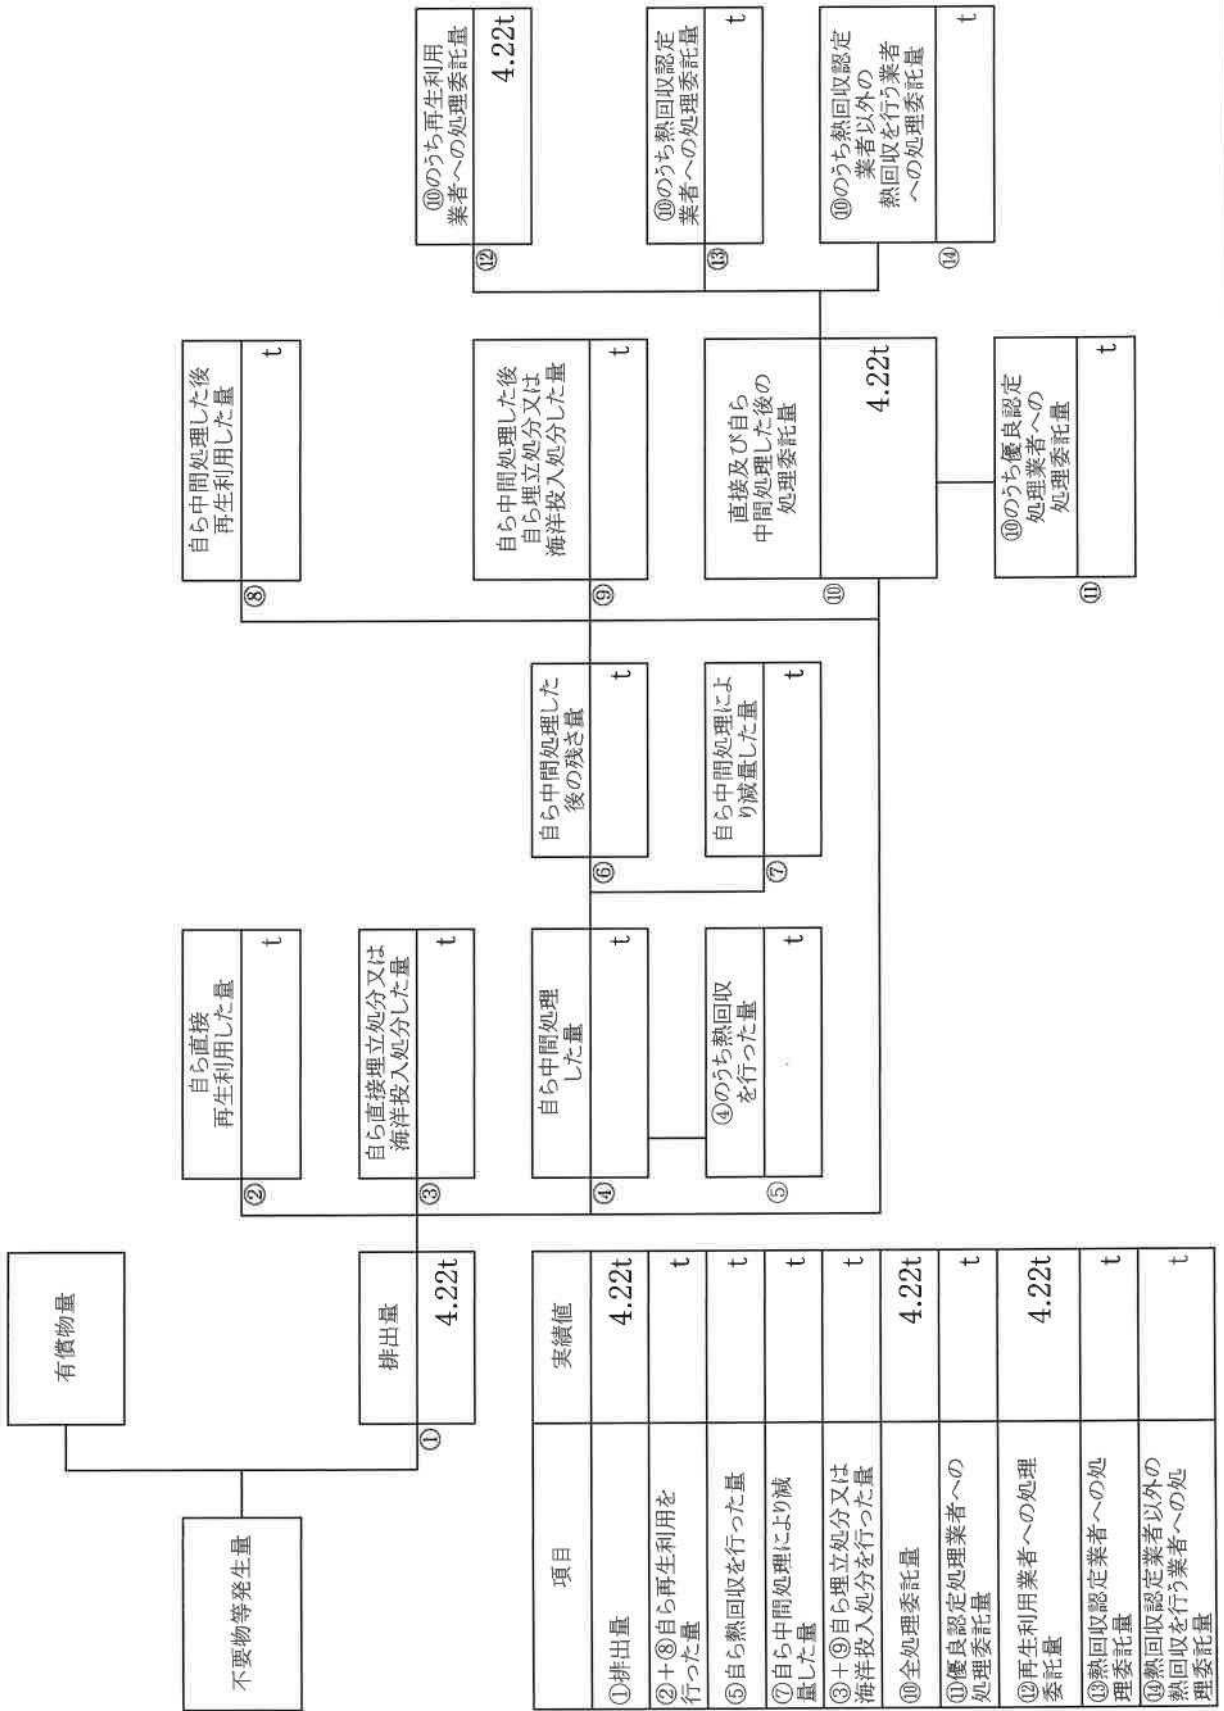 不要物等発生量
有償物量
①
排出量
4.22t
②
自ら直接
再生利用した量
t
③
自ら直接埋立処分又は
海洋投入処分した量
t
④
自ら中間処理
した量
t
⑤
④のうち熱回収
を行った量
t
⑥
自ら中間処理した
後の残さ量
t
⑦
自ら中間処理によ
り減量した量
t
⑧
自ら中間処理した後
再生利用した量
t
⑨
自ら中間処理した後
自ら埋立処分又は
海洋投入処分した量
t
⑩
直接及び自ら
中間処理した後の
処理委託量
4.22t
⑪
⑩のうち優良認定
処理業者への
処理委託量
t
⑫
⑩のうち再生利用
業者への処理委託量
4.22t
⑬
⑩のうち熱回収認定
業者への処理委託量
t
⑭
⑩のうち熱回収認定
業者以外の
熱回収を行う業者
への処理委託量
t
項目
実績値
①排出量
4.22t
②+⑧自ら再生利用を
行った量
t
⑤自ら熱回収を行った量
t
⑦自ら中間処理により減
量した量
t
③+⑨自ら埋立処分又は
海洋投入処分を行った量
t
⑩全処理委託量
4.22t
⑪優良認定処理業者への
処理委託量
t
⑫再生利用業者への処理
委託量
4.22t
⑬熱回収認定業者への処
理委託量
t
⑭熱回収認定業者以外の
熱回収を行う業者への処
理委託量
t